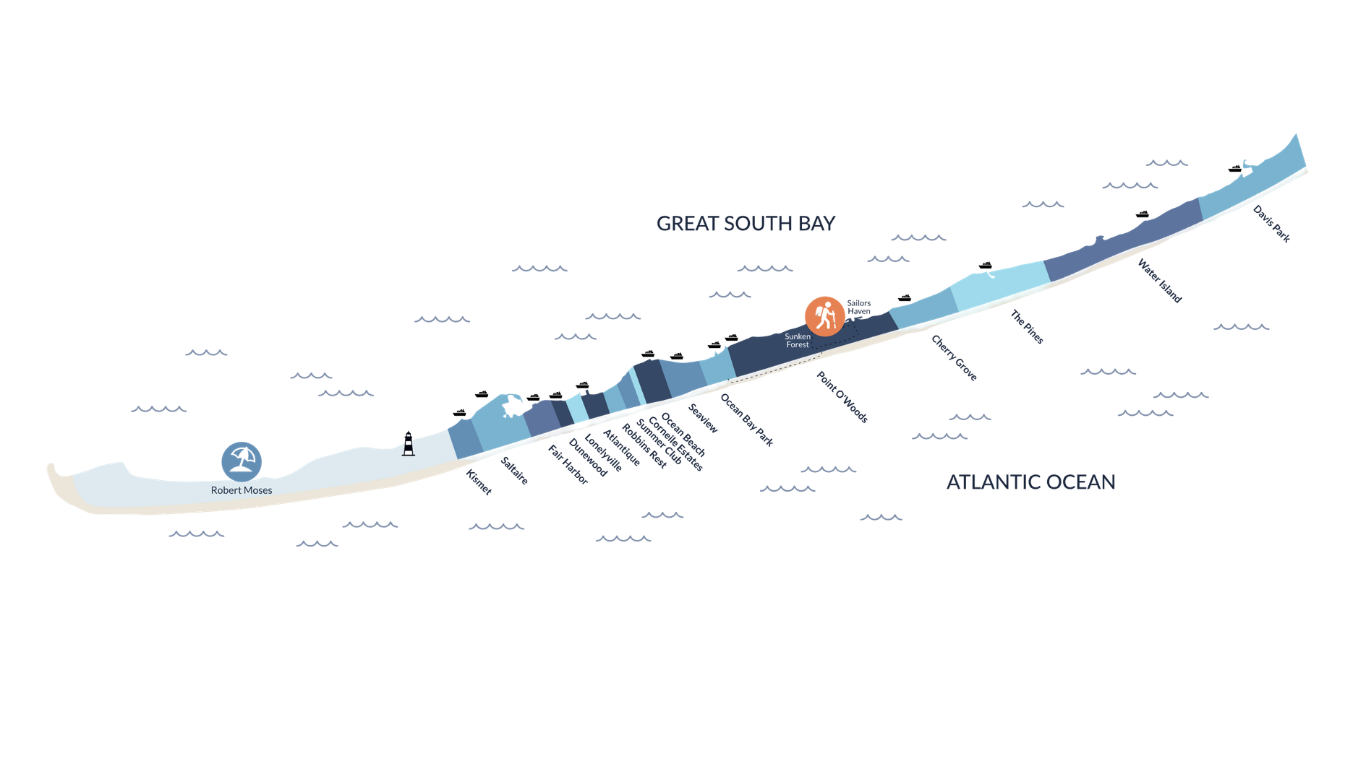 GREAT SOUTH BAY
Davis Park
Water Island
Sailors
Haven
The Pines
Sunken
Forest
Cherry Grove
Point O'Woods
Ocean Bay Park
Seaview
Ocean Beach
Corneille Estates
Summer Club
Robbins Rest
Atlantique
Lonelyville
Dunewood
Fair Harbor
Saltaire
Kismet
Robert Moses
ATLANTIC OCEAN